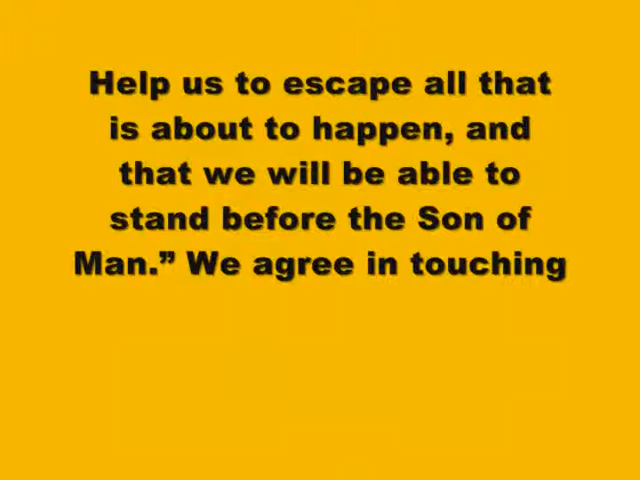 Help us to escape all that
is about to happen, and
that we will be able to
stand before the Son of
Man.” We agree in touching